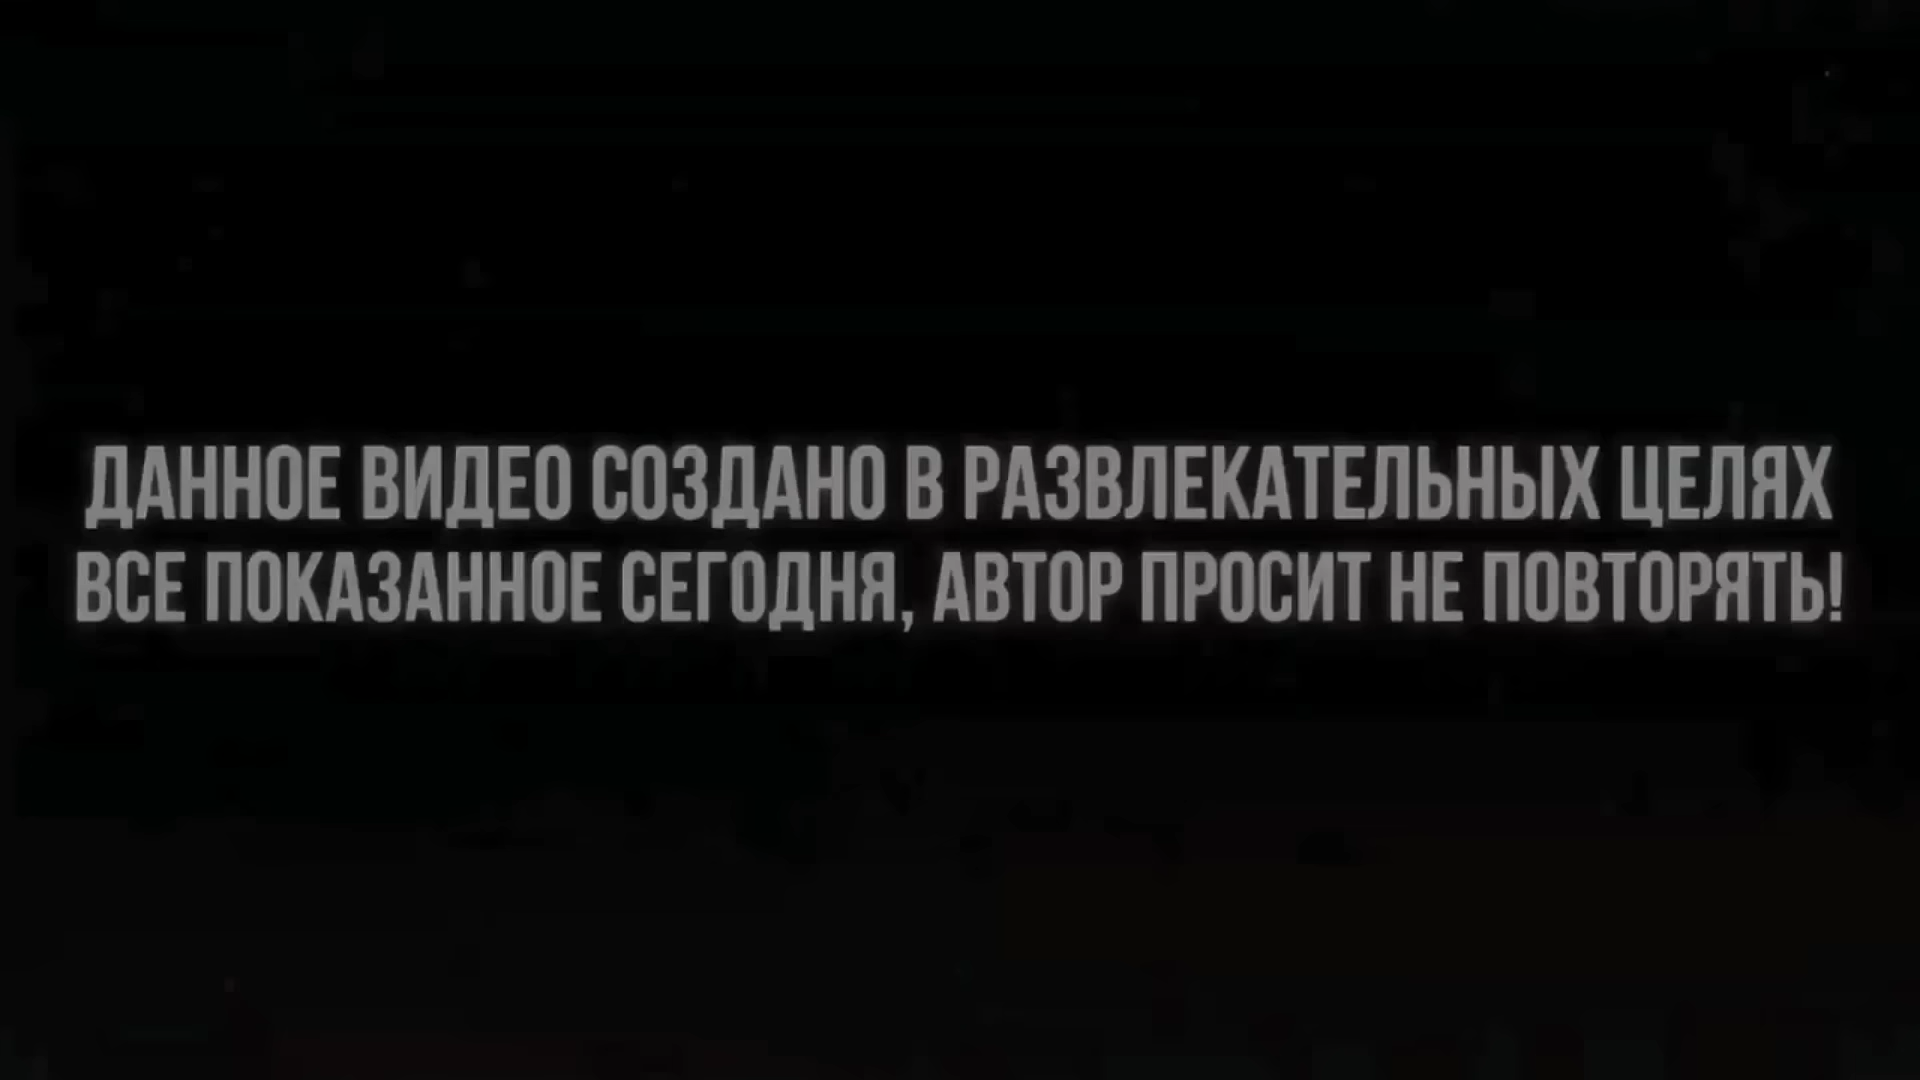 ДАННОЕ ВИДЕО СОЗДАНО В РАЗВЛЕКАТЕЛЬНЫХ ЦЕЛЯХ
ВСЕ ПОКАЗАННОЕ СЕГОДНЯ, АВТОР ПРОСИТ НЕ ПОВТОРЯТЬ!